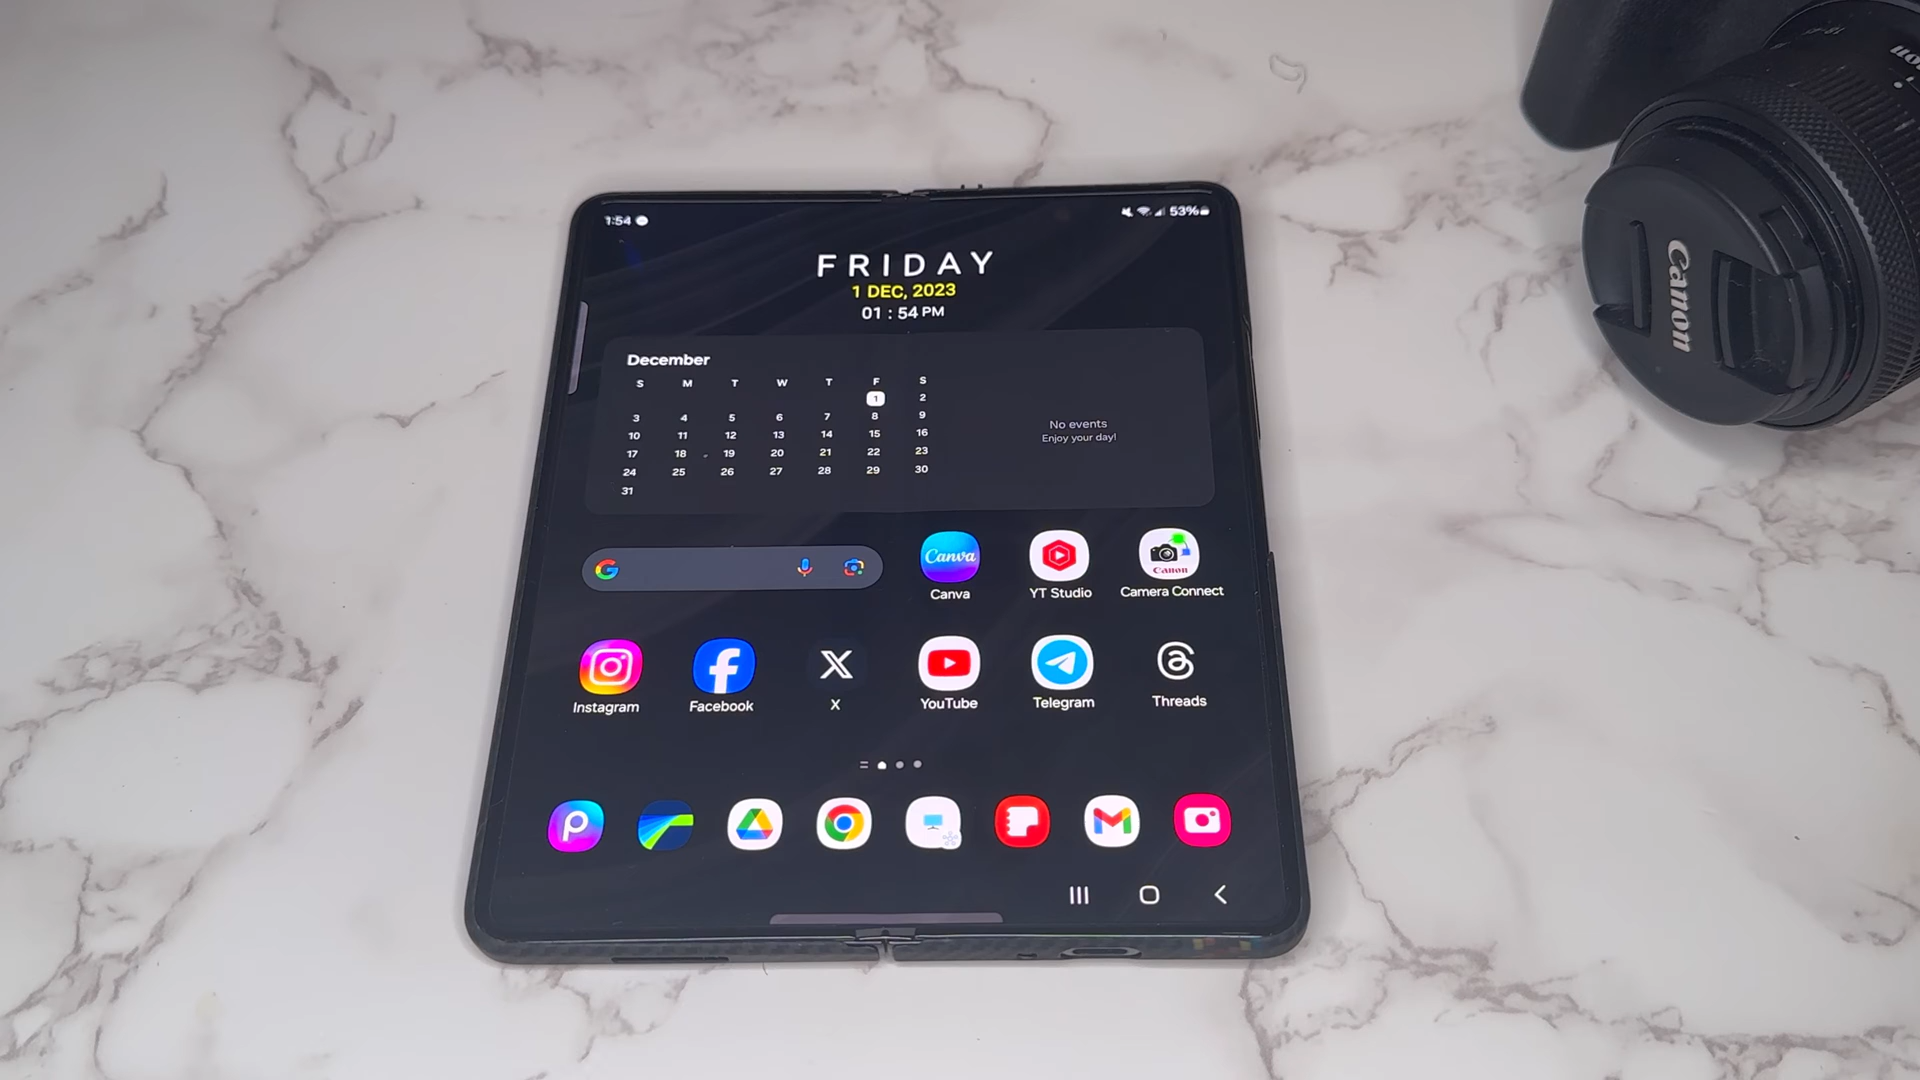 1:54
53%
FRIDAY
1 DEC, 2023
01 : 54 PM
December
S M T W T F S
1 2
3 4 5 6 7 8 9
10 11 12 13 14 15 16
17 18 19 20 21 22 23
24 25 26 27 28 29 30
31
No events
Enjoy your day!
Canva
Canon
Canva
YT Studio
Camera Connect
Instagram
Facebook
X
YouTube
Telegram
Threads
Canon